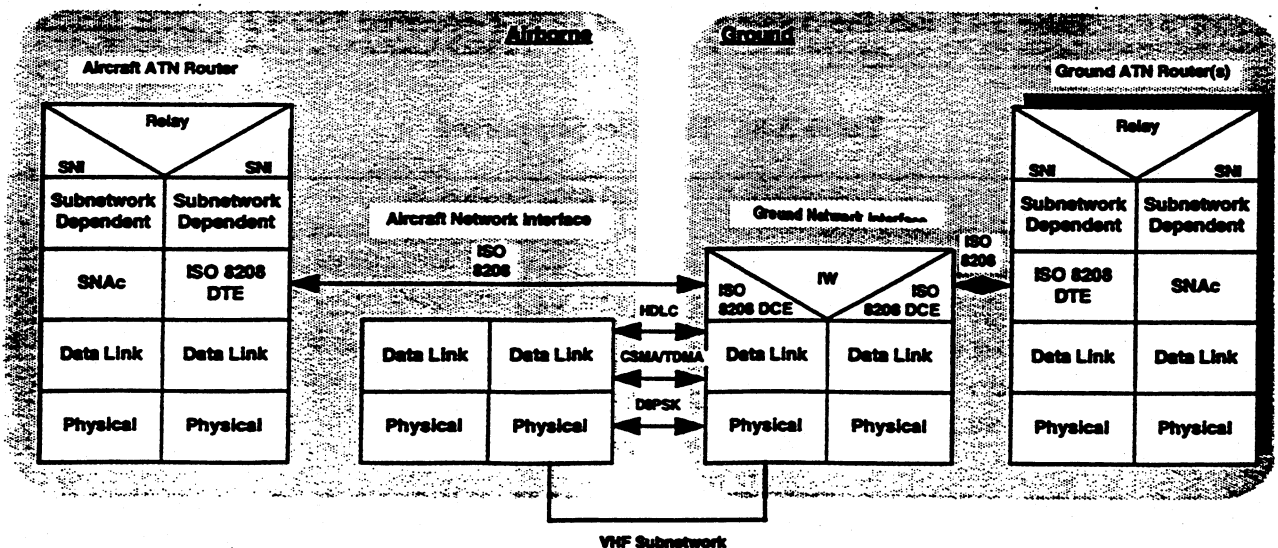 Airborne
Ground
Aircraft ATN Router
Ground ATN Router(s)
Relay
SNI
SNI
Subnetwork
Dependent
Subnetwork
Dependent
SNAc
ISO 8208
DTE
Data Link
Data Link
Physical
Physical
Aircraft Network Interface
ISO
8208
Data Link
Data Link
Physical
Physical
HDLC
CSMA/TDMA
D8PSK
Ground Network Interface
IW
ISO
8208 DCE
ISO
8208 DCE
Data Link
Data Link
Physical
Physical
ISO
8208
Relay
SNI
SNI
Subnetwork
Dependent
Subnetwork
Dependent
ISO 8208
DTE
SNAc
Data Link
Data Link
Physical
Physical
VHF Subnetwork